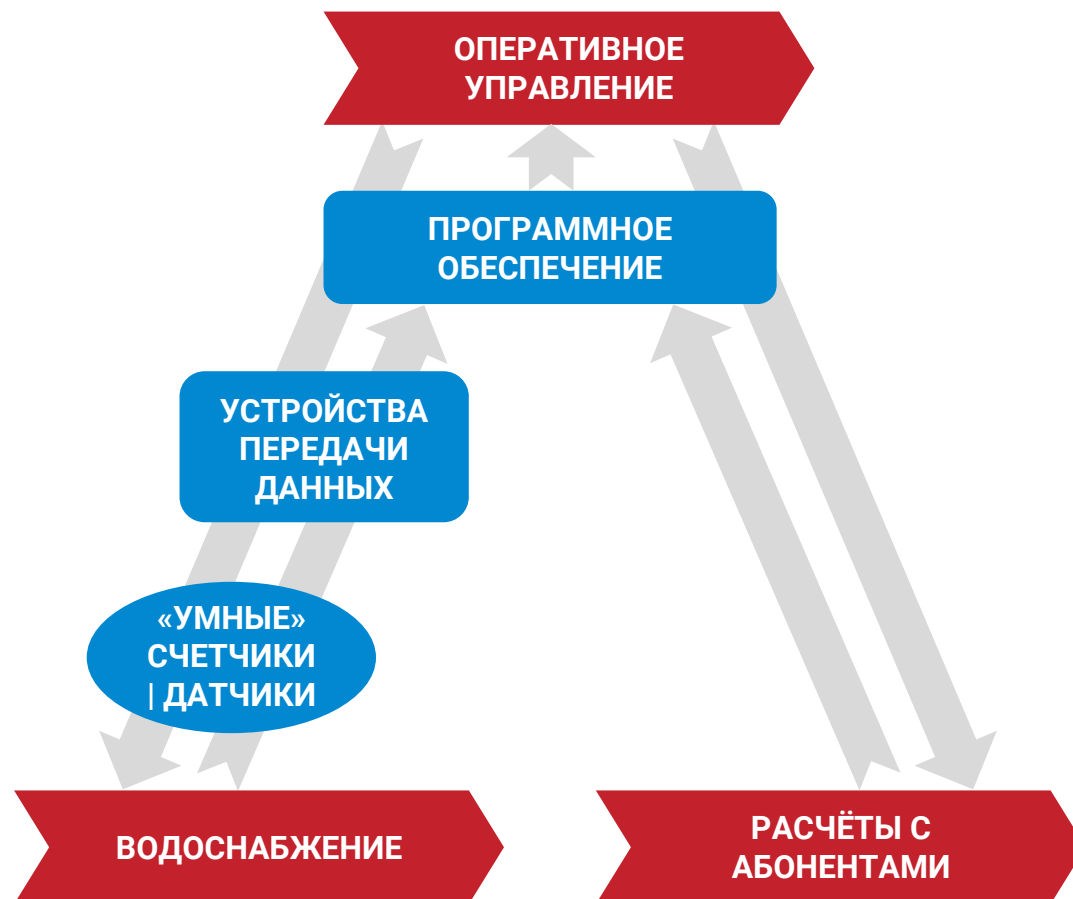 ОПЕРАТИВНОЕ
УПРАВЛЕНИЕ
ПРОГРАММНОЕ
ОБЕСПЕЧЕНИЕ
УСТРОЙСТВА
ПЕРЕДАЧИ
ДАННЫХ
«УМНЫЕ»
СЧЕТЧИКИ
| ДАТЧИКИ
ВОДОСНАБЖЕНИЕ
РАСЧЁТЫ С
АБОНЕНТАМИ